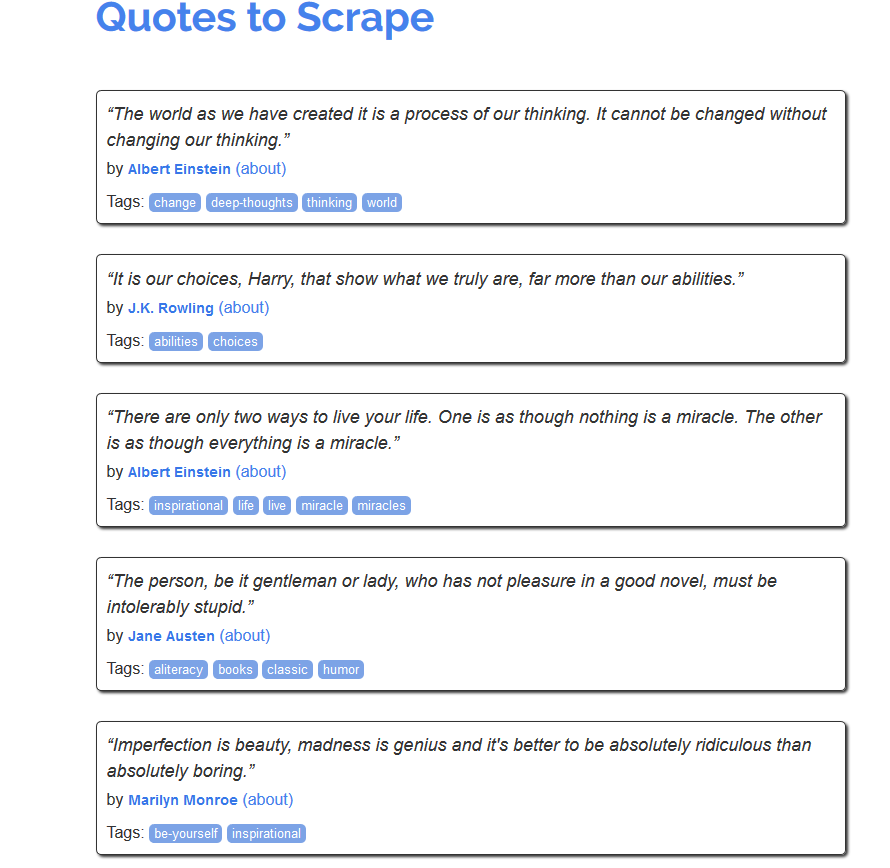 Quotes to Scrape
“The world as we have created it is a process of our thinking. It cannot be changed without
changing our thinking.”
by Albert Einstein (about)
Tags: change deep-thoughts thinking world
“It is our choices, Harry, that show what we truly are, far more than our abilities.”
by J.K. Rowling (about)
Tags: abilities choices
“There are only two ways to live your life. One is as though nothing is a miracle. The other
is as though everything is a miracle.”
by Albert Einstein (about)
Tags: inspirational life live miracle miracles
“The person, be it gentleman or lady, who has not pleasure in a good novel, must be
intolerably stupid.”
by Jane Austen (about)
Tags: aliteracy books classic humor
“Imperfection is beauty, madness is genius and it's better to be absolutely ridiculous than
absolutely boring.”
by Marilyn Monroe (about)
Tags: be-yourself inspirational